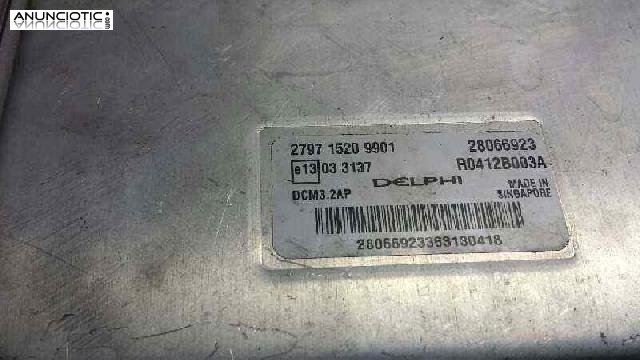 ANUNCIOTIC.com
2797 1520 9901 28066923
e13 03 3137 R0412B003A
DELPHI
DCM3.2AP MADE IN SINGAPORE
28066923363130418